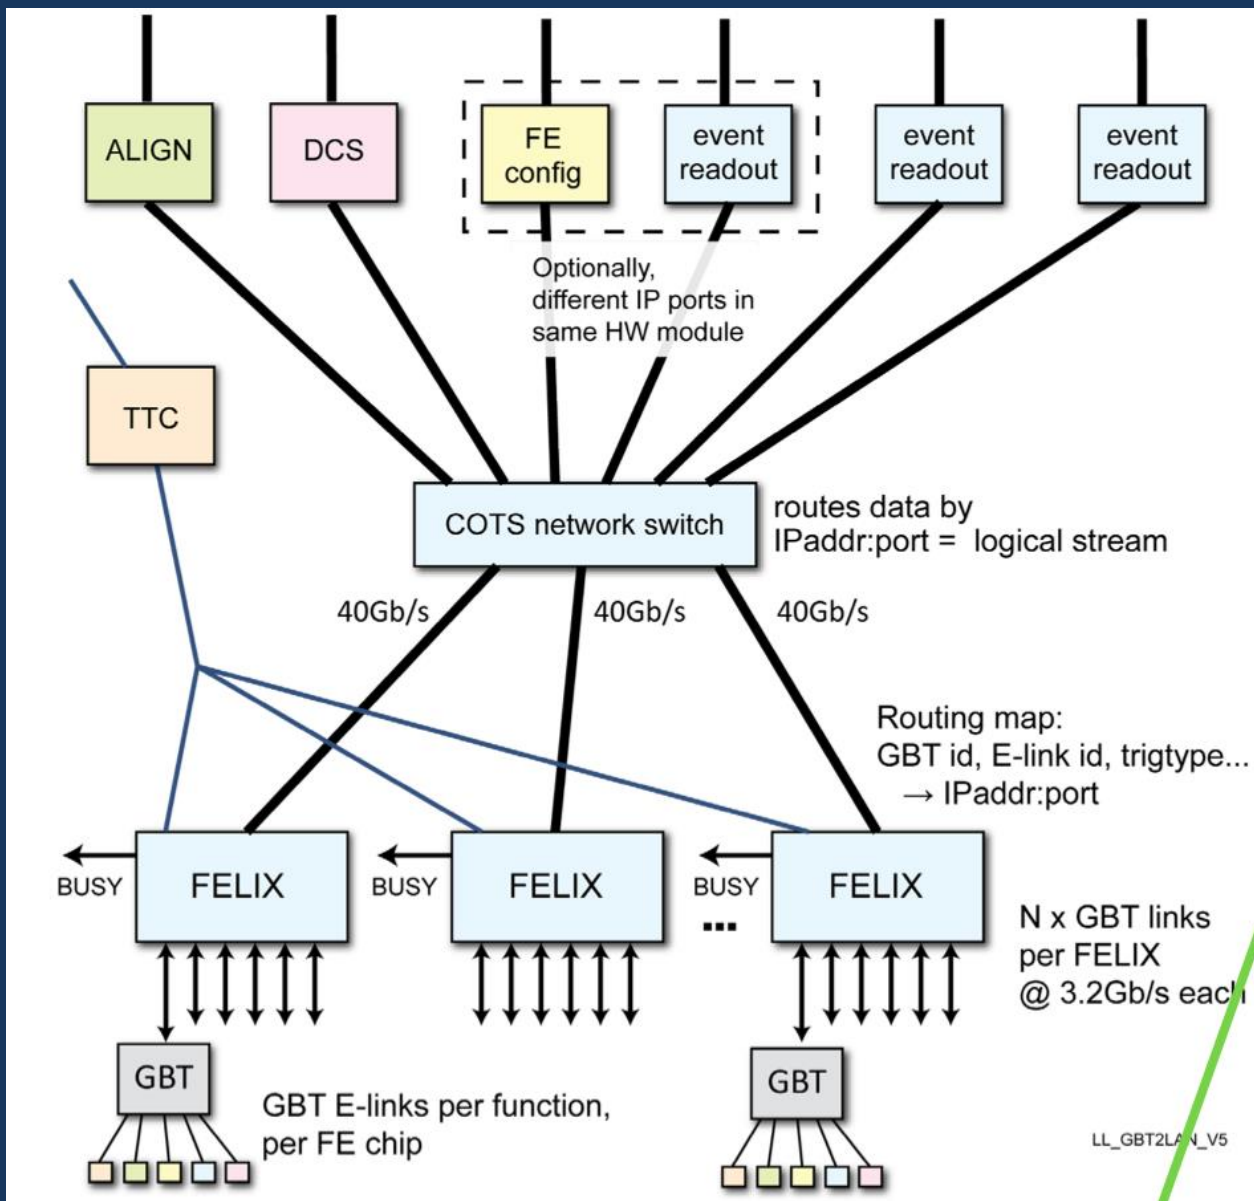 ALIGN
DCS
FE
config
event
readout
event
readout
event
readout
Optionally,
different IP ports in
same HW module
TTC
COTS network switch
routes data by
IPaddr:port = logical stream
40Gb/s
40Gb/s
40Gb/s
Routing map:
GBT id, E-link id, trigtype...
→ IPaddr:port
BUSY
FELIX
BUSY
FELIX
BUSY
FELIX
...
N x GBT links
per FELIX
@ 3.2Gb/s each
GBT
GBT E-links per function,
per FE chip
GBT
LL_GBT2LAN_V5